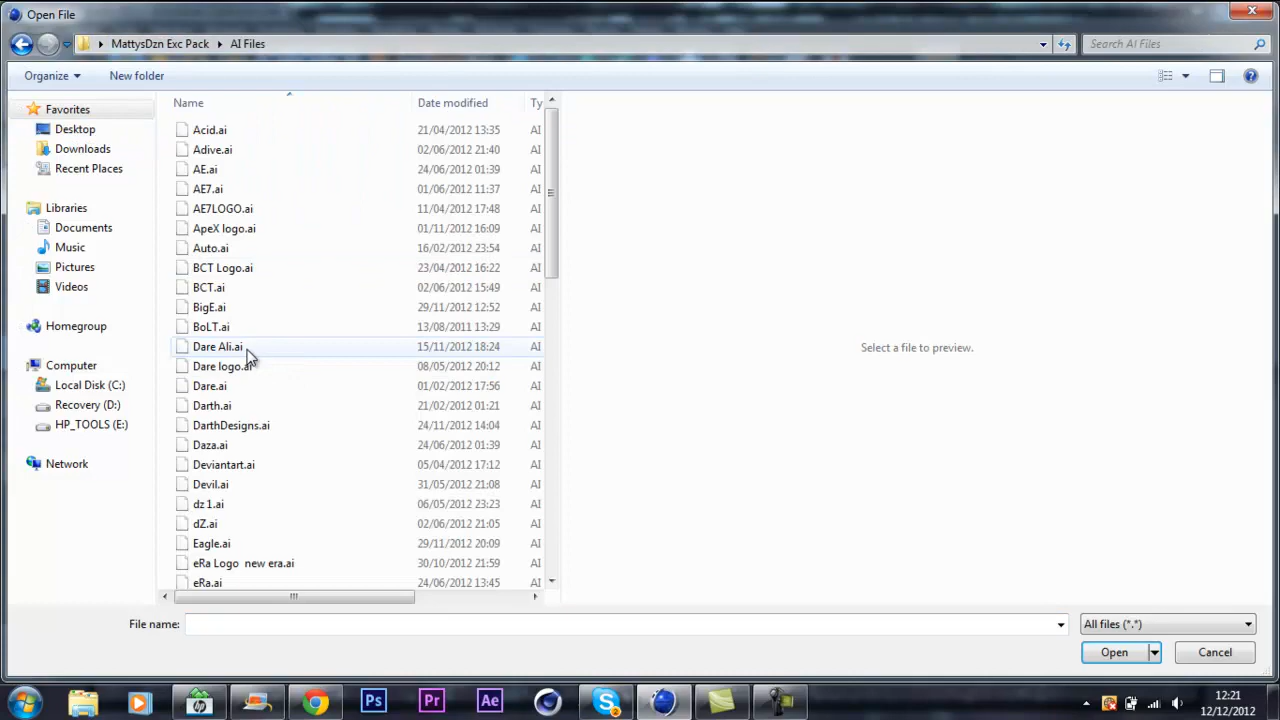 Open File
MattysDzn Exc Pack AI Files Search AI Files
Organize New folder
Name Date modified Ty
Favorites
Desktop
Downloads
Recent Places
Libraries
Documents
Music
Pictures
Videos
Homegroup
Computer
Local Disk (C:)
Recovery (D:)
HP_TOOLS (E:)
Network
Acid.ai 21/04/2012 13:35 AI
Adive.ai 02/06/2012 21:40 AI
AE.ai 24/06/2012 01:39 AI
AE7.ai 01/06/2012 11:37 AI
AE7LOGO.ai 11/04/2012 17:48 AI
ApeX logo.ai 01/11/2012 16:09 AI
Auto.ai 16/02/2012 23:54 AI
BCT Logo.ai 23/04/2012 16:22 AI
BCT.ai 02/06/2012 15:49 AI
BigE.ai 29/11/2012 12:52 AI
BoLT.ai 13/08/2011 13:29 AI
Dare Ali.ai 15/11/2012 18:24 AI
Dare logo.ai 08/05/2012 20:12 AI
Dare.ai 01/02/2012 17:56 AI
Darth.ai 21/02/2012 01:21 AI
DarthDesigns.ai 24/11/2012 14:04 AI
Daza.ai 24/06/2012 01:39 AI
Deviantart.ai 05/04/2012 17:12 AI
Devil.ai 31/05/2012 21:08 AI
dz 1.ai 06/05/2012 23:23 AI
dZ.ai 02/06/2012 21:05 AI
Eagle.ai 29/11/2012 20:09 AI
eRa Logo new era.ai 30/10/2012 21:59 AI
eRa.ai 24/06/2012 13:45 AI
Select a file to preview.
File name: All files (*.*)
Open Cancel
hp Ps Pr Ae S 2
12:21
12/12/2012